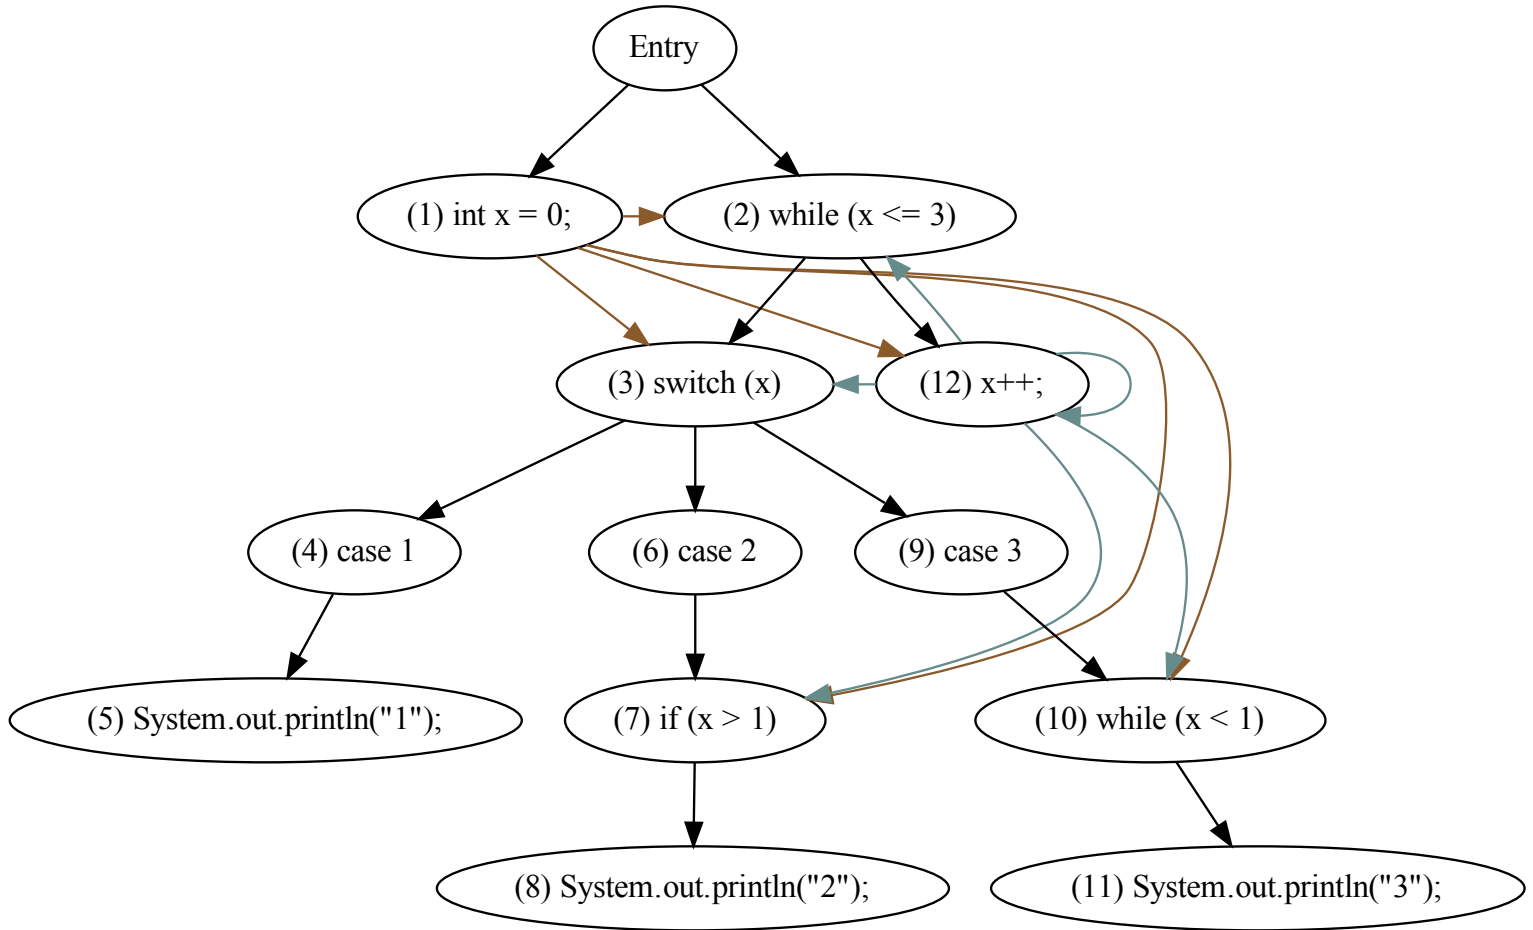 Entry
(1) int x = 0;
(2) while (x <= 3)
(3) switch (x)
(12) x++;
(4) case 1
(6) case 2
(9) case 3
(5) System.out.println("1");
(7) if (x > 1)
(10) while (x < 1)
(8) System.out.println("2");
(11) System.out.println("3");